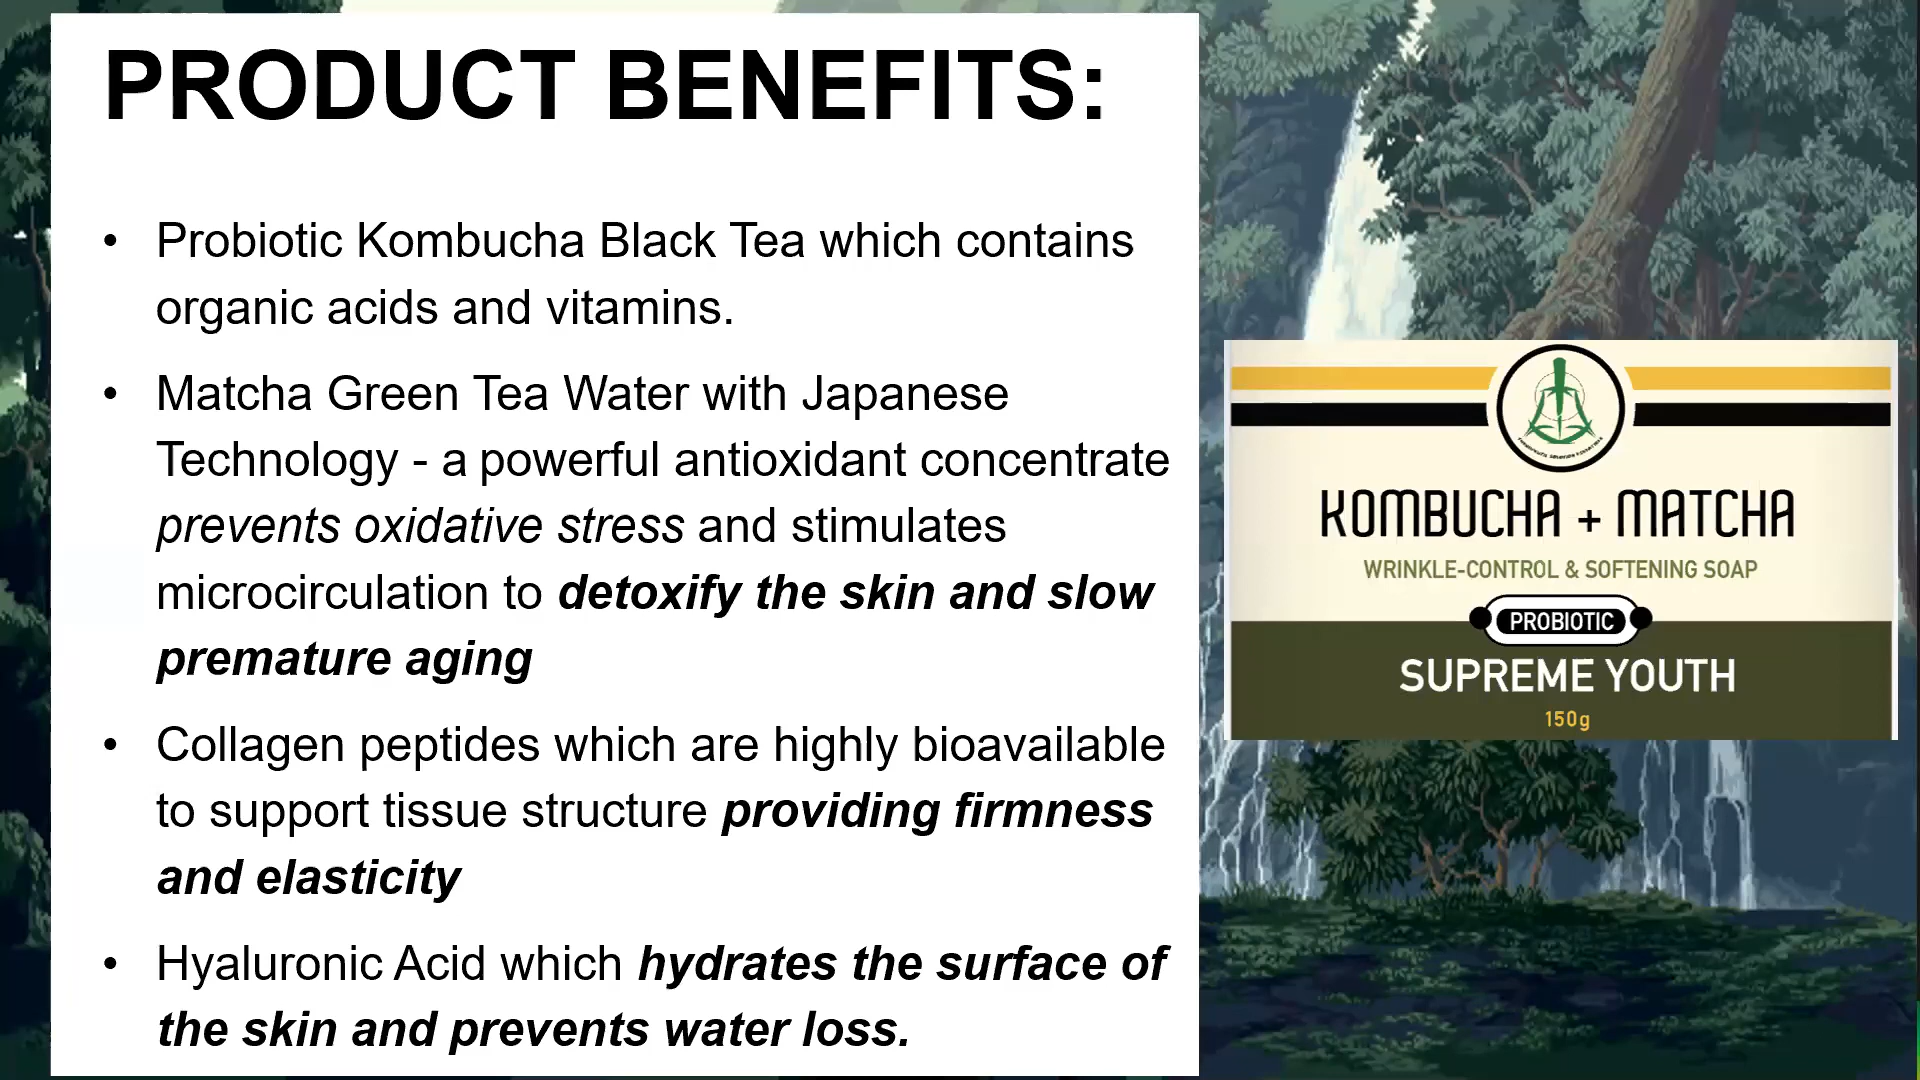 PRODUCT BENEFITS:
• Probiotic Kombucha Black Tea which contains
organic acids and vitamins.
• Matcha Green Tea Water with Japanese
Technology - a powerful antioxidant concentrate
prevents oxidative stress and stimulates
microcirculation to detoxify the skin and slow
premature aging
• Collagen peptides which are highly bioavailable
to support tissue structure providing firmness
and elasticity
• Hyaluronic Acid which hydrates the surface of
the skin and prevents water loss.
KOMBUCHA + MATCHA
WRINKLE-CONTROL & SOFTENING SOAP
PROBIOTIC
SUPREME YOUTH
150g